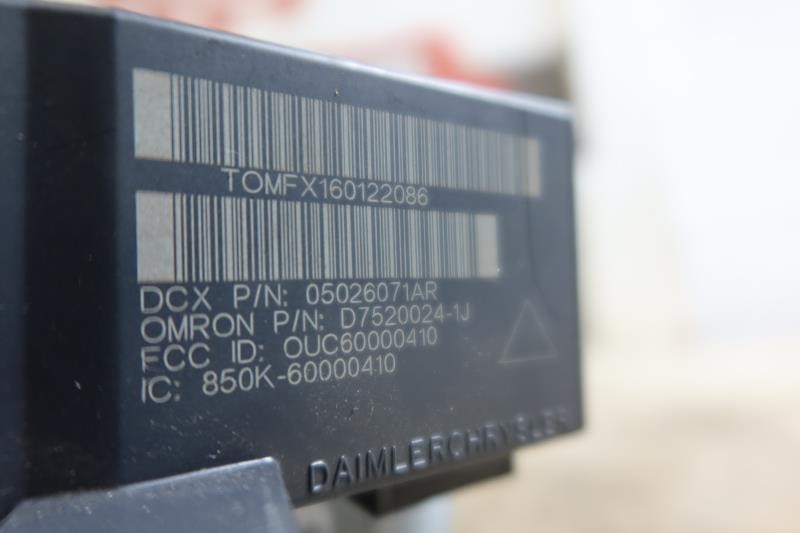 TOMFX160122086
DCX P/N: 05026071AR
OMRON P/N: D7520024-1J
FCC ID: OUC60000410
IC: 850K-60000410
DAIMLERCHRYSLER